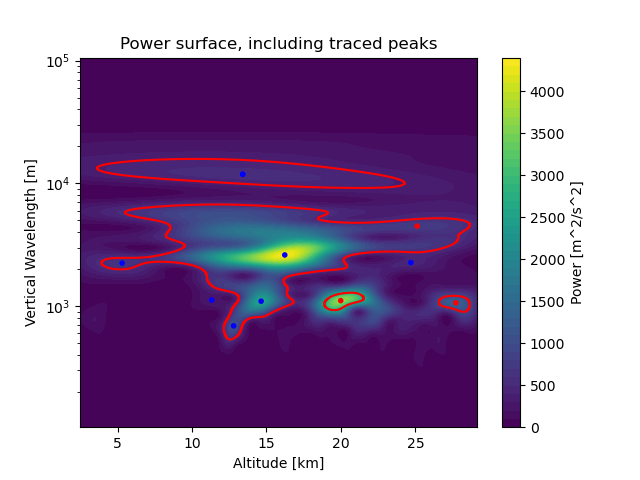 Power surface, including traced peaks
10^5
10^4
10^3
Vertical Wavelength [m]
5 10 15 20 25
Altitude [km]
4000
3500
3000
2500
2000
1500
1000
500
0
Power [m^2/s^2]